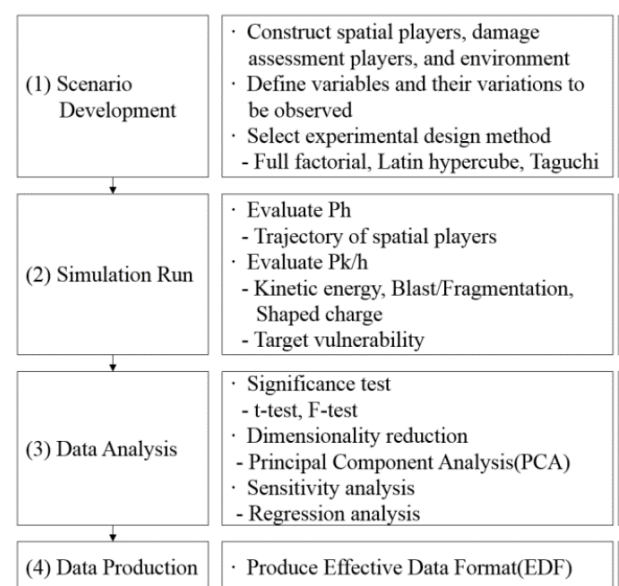 (1) Scenario
Development
· Construct spatial players, damage
assessment players, and environment
· Define variables and their variations to
be observed
· Select experimental design method
- Full factorial, Latin hypercube, Taguchi
(2) Simulation Run
· Evaluate Ph
- Trajectory of spatial players
· Evaluate Pk/h
- Kinetic energy, Blast/Fragmentation,
Shaped charge
- Target vulnerability
(3) Data Analysis
· Significance test
- t-test, F-test
· Dimensionality reduction
- Principal Component Analysis(PCA)
· Sensitivity analysis
- Regression analysis
(4) Data Production
· Produce Effective Data Format(EDF)